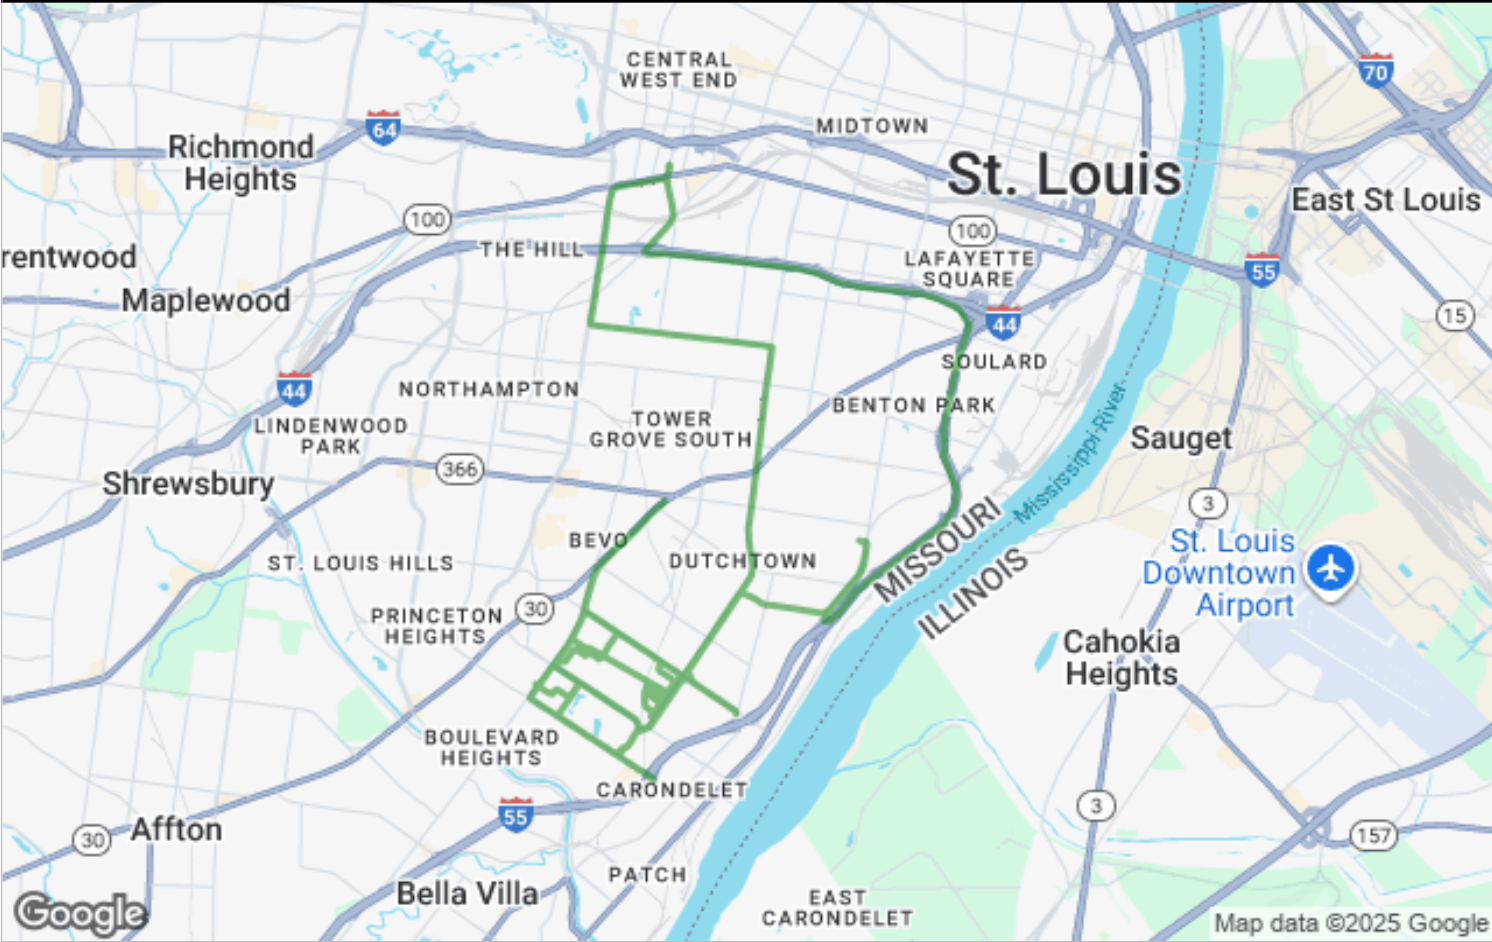 CENTRAL
WEST END
70
64
MIDTOWN
Richmond
Heights
St. Louis
East St Louis
100
100
THE HILL
rentwood
LAFAYETTE
SQUARE
55
Maplewood
44
15
SOULARD
44
NORTHAMPTON
BENTON PARK
TOWER
GROVE SOUTH
LINDENWOOD
PARK
Sauget
Mississippi River
366
Shrewsbury
3
MISSOURI
ILLINOIS
BEVO
ST. LOUIS HILLS
DUTCHTOWN
St. Louis
Downtown
Airport
30
PRINCETON
HEIGHTS
Cahokia
Heights
BOULEVARD
HEIGHTS
CARONDELET
55
3
Affton
30
157
PATCH
Bella Villa
EAST
CARONDELET
Google
Map data ©2025 Google